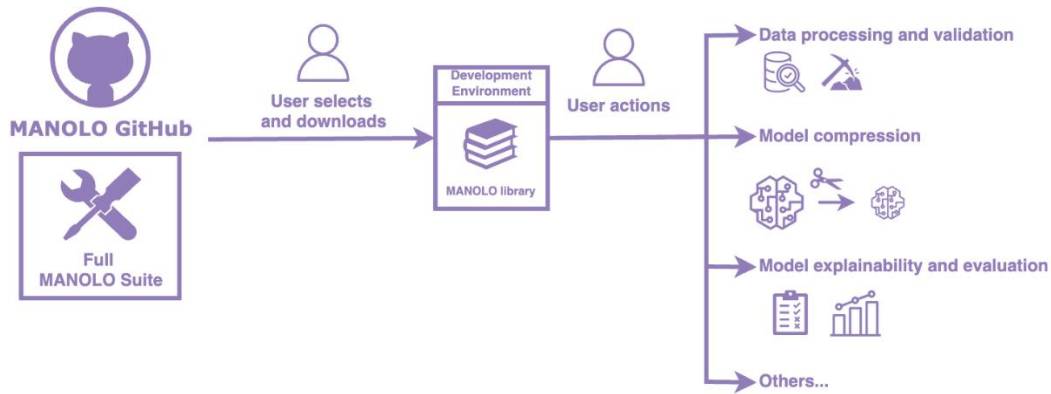 MANOLO GitHub
Full
MANOLO Suite
User selects
and downloads
Development
Environment
MANOLO library
User actions
Data processing and validation
Model compression
Model explainability and evaluation
Others...